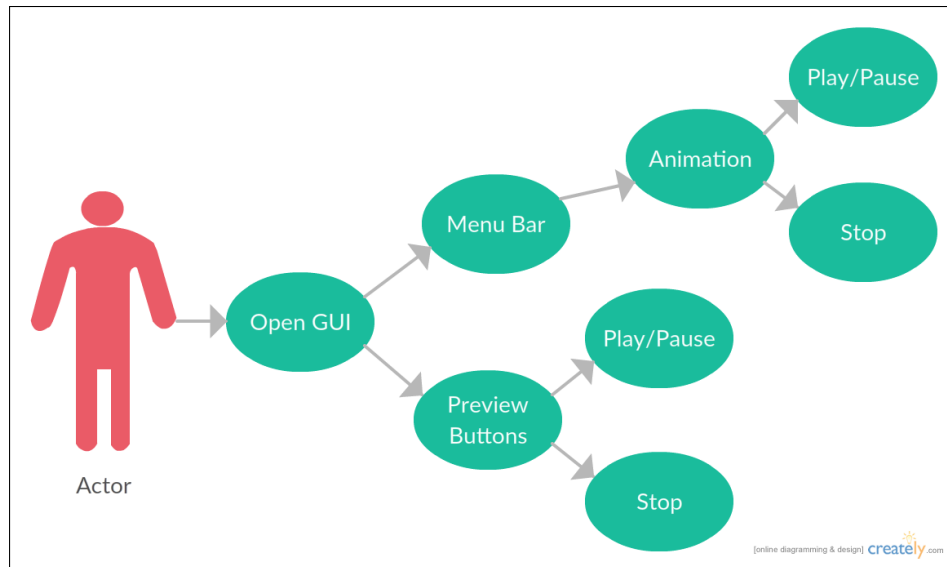 Play/Pause
Animation
Menu Bar
Stop
Open GUI
Play/Pause
Preview
Buttons
Stop
Actor
[online diagramming & design] creately.com